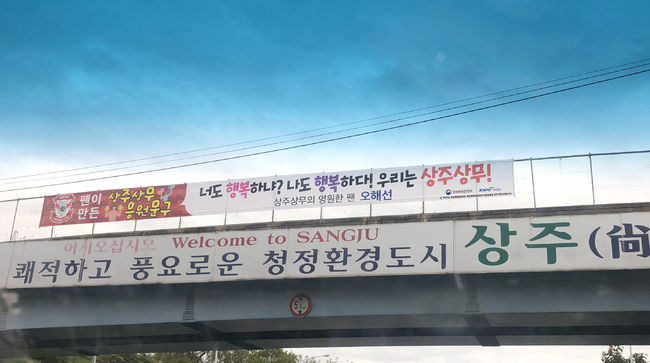 팬이
만든
상주상무
응원문구
너도 행복하냐? 나도 행복하다! 우리는 상주상무!
상주상무의 영원한 팬 오해선
어서오십시오 Welcome to SANGJU
쾌적하고 풍요로운 청정환경도시 상주(尙